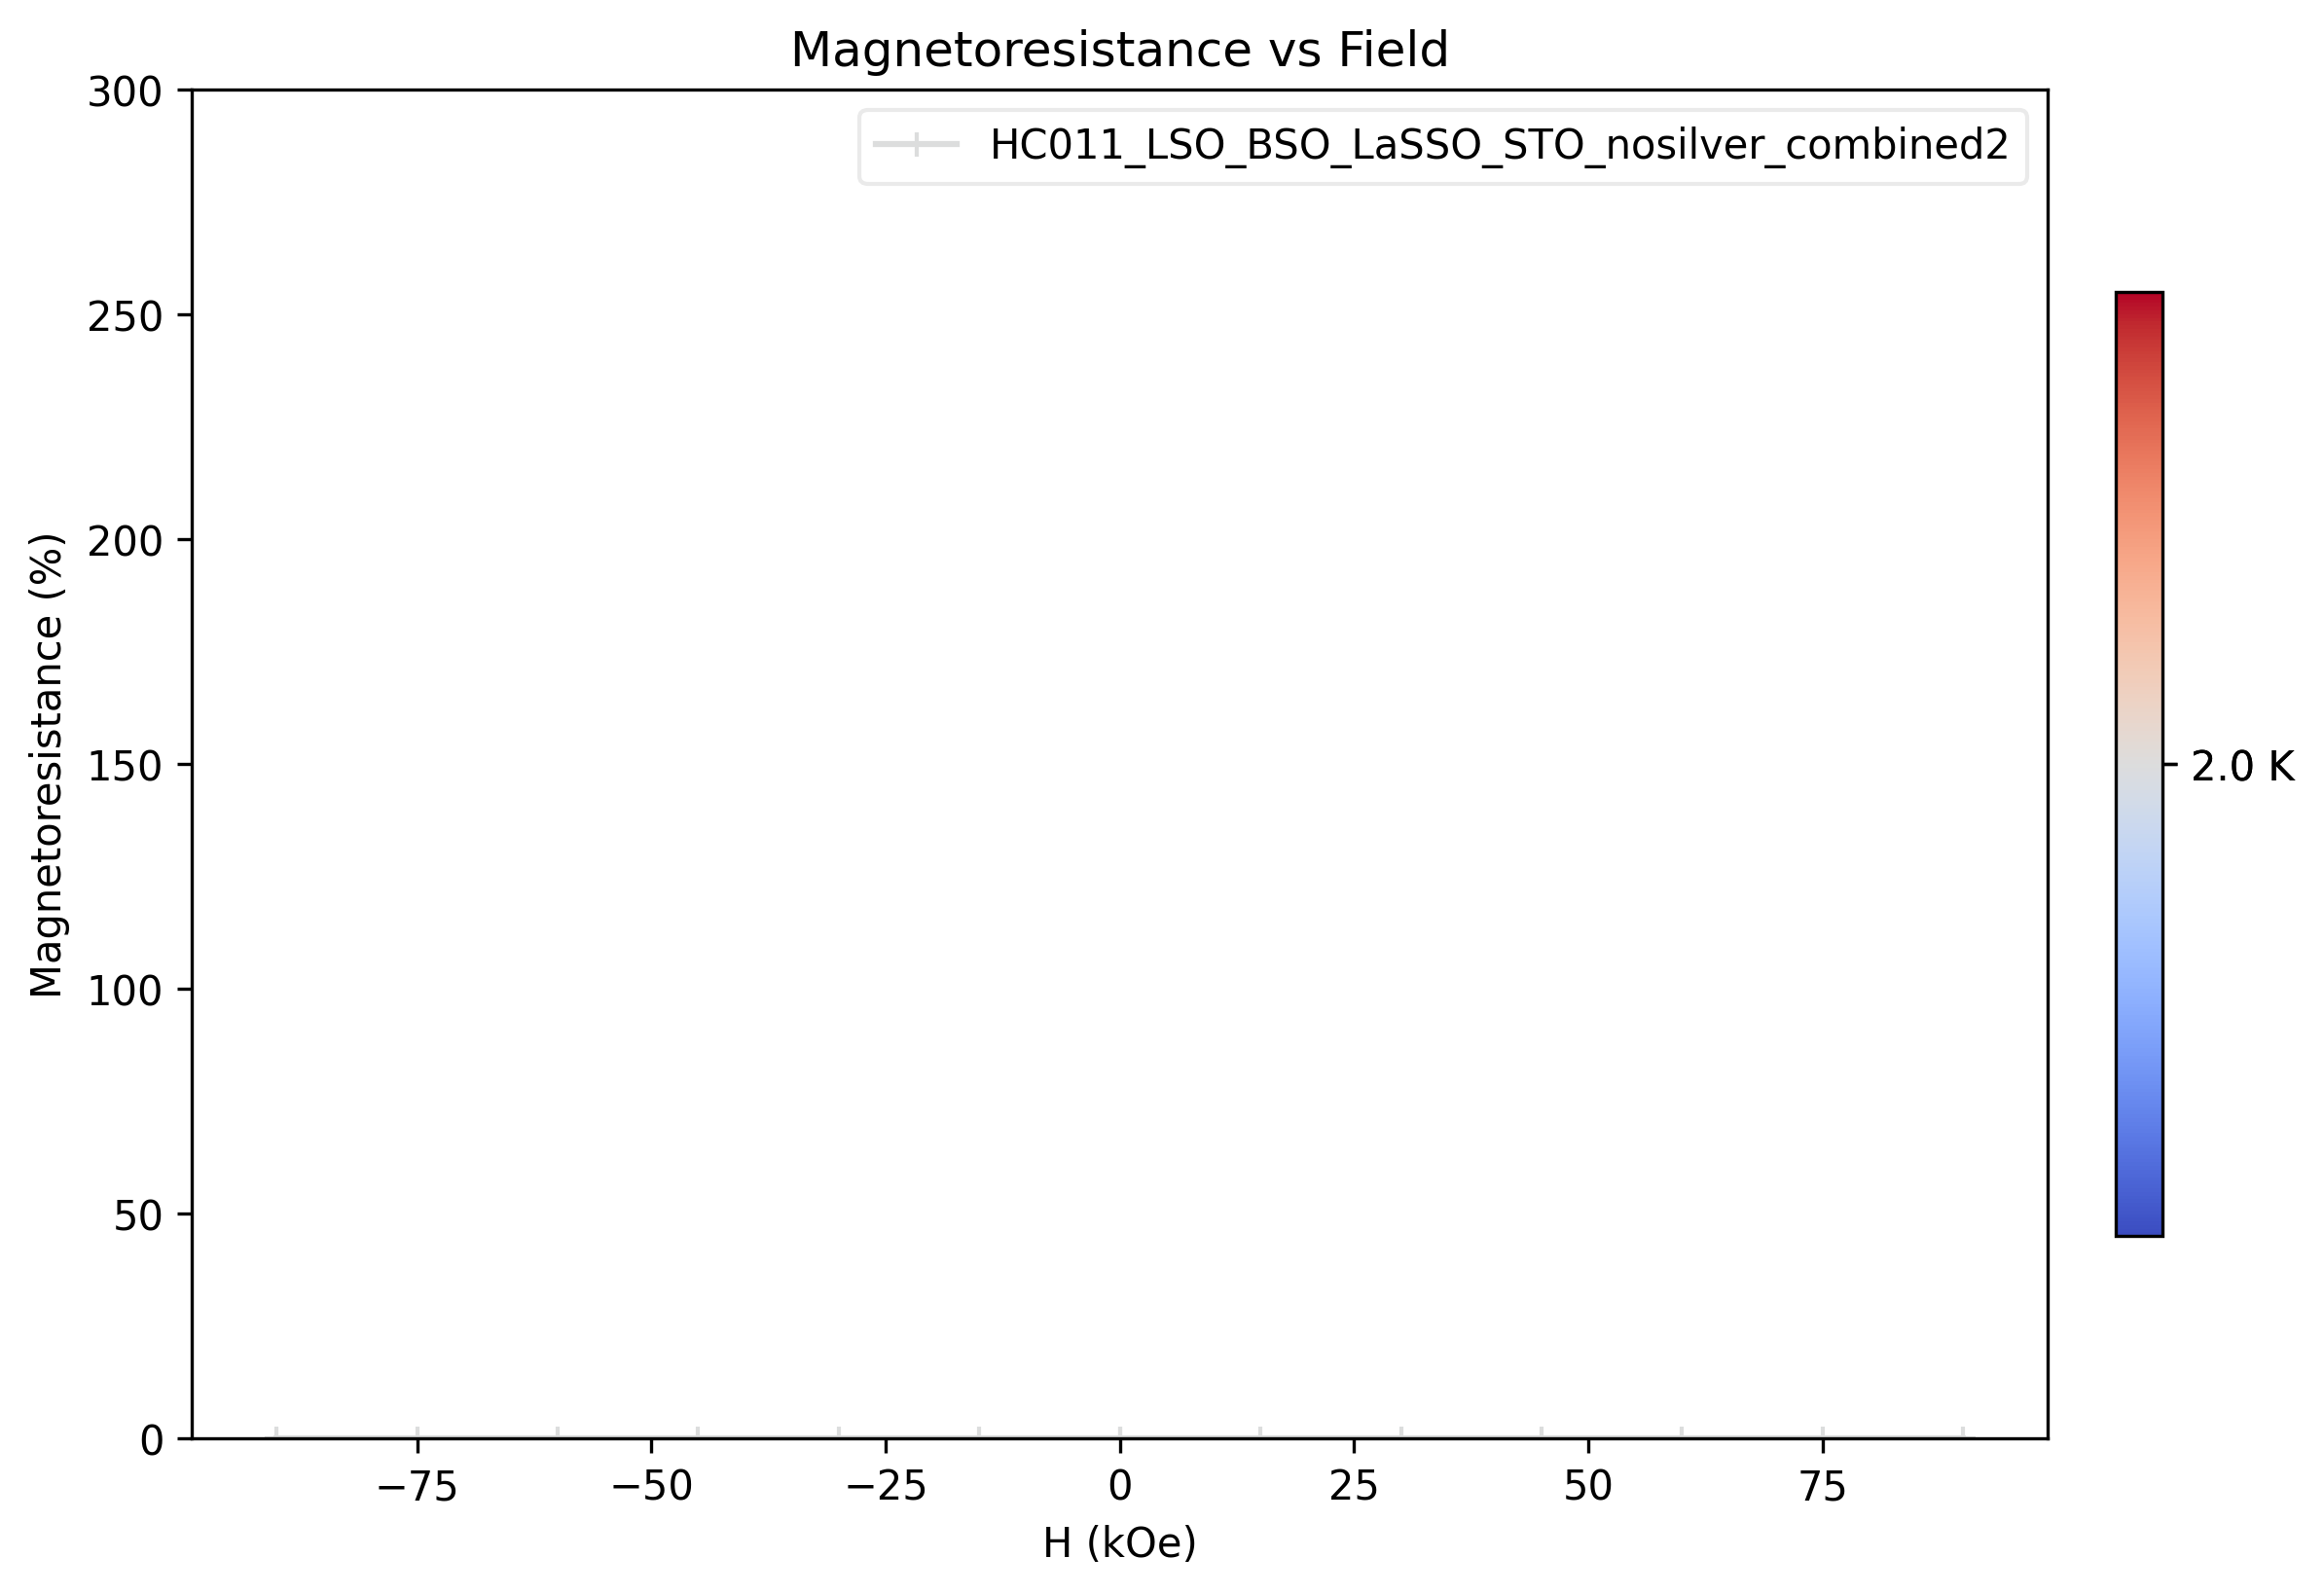 Magnetoresistance vs Field
HC011_LSO_BSO_LaSSO_STO_nosilver_combined2
Magnetoresistance (%)
300
250
200
150
100
50
0
−75
−50
−25
0
25
50
75
H (kOe)
2.0 K